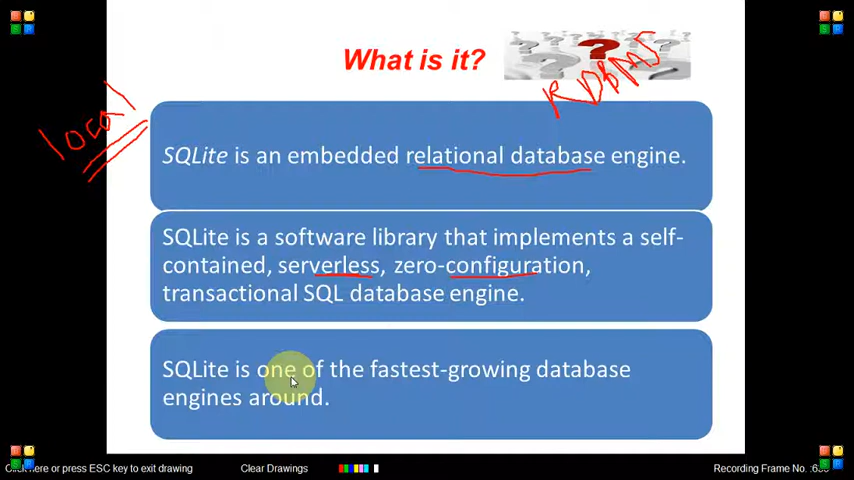 What is it?
RDBMS
local
SQLite is an embedded relational database engine.
SQLite is a software library that implements a self-
contained, serverless, zero-configuration,
transactional SQL database engine.
SQLite is one of the fastest-growing database
engines around.
Click here or press ESC key to exit drawing
Clear Drawings
Recording Frame No. :